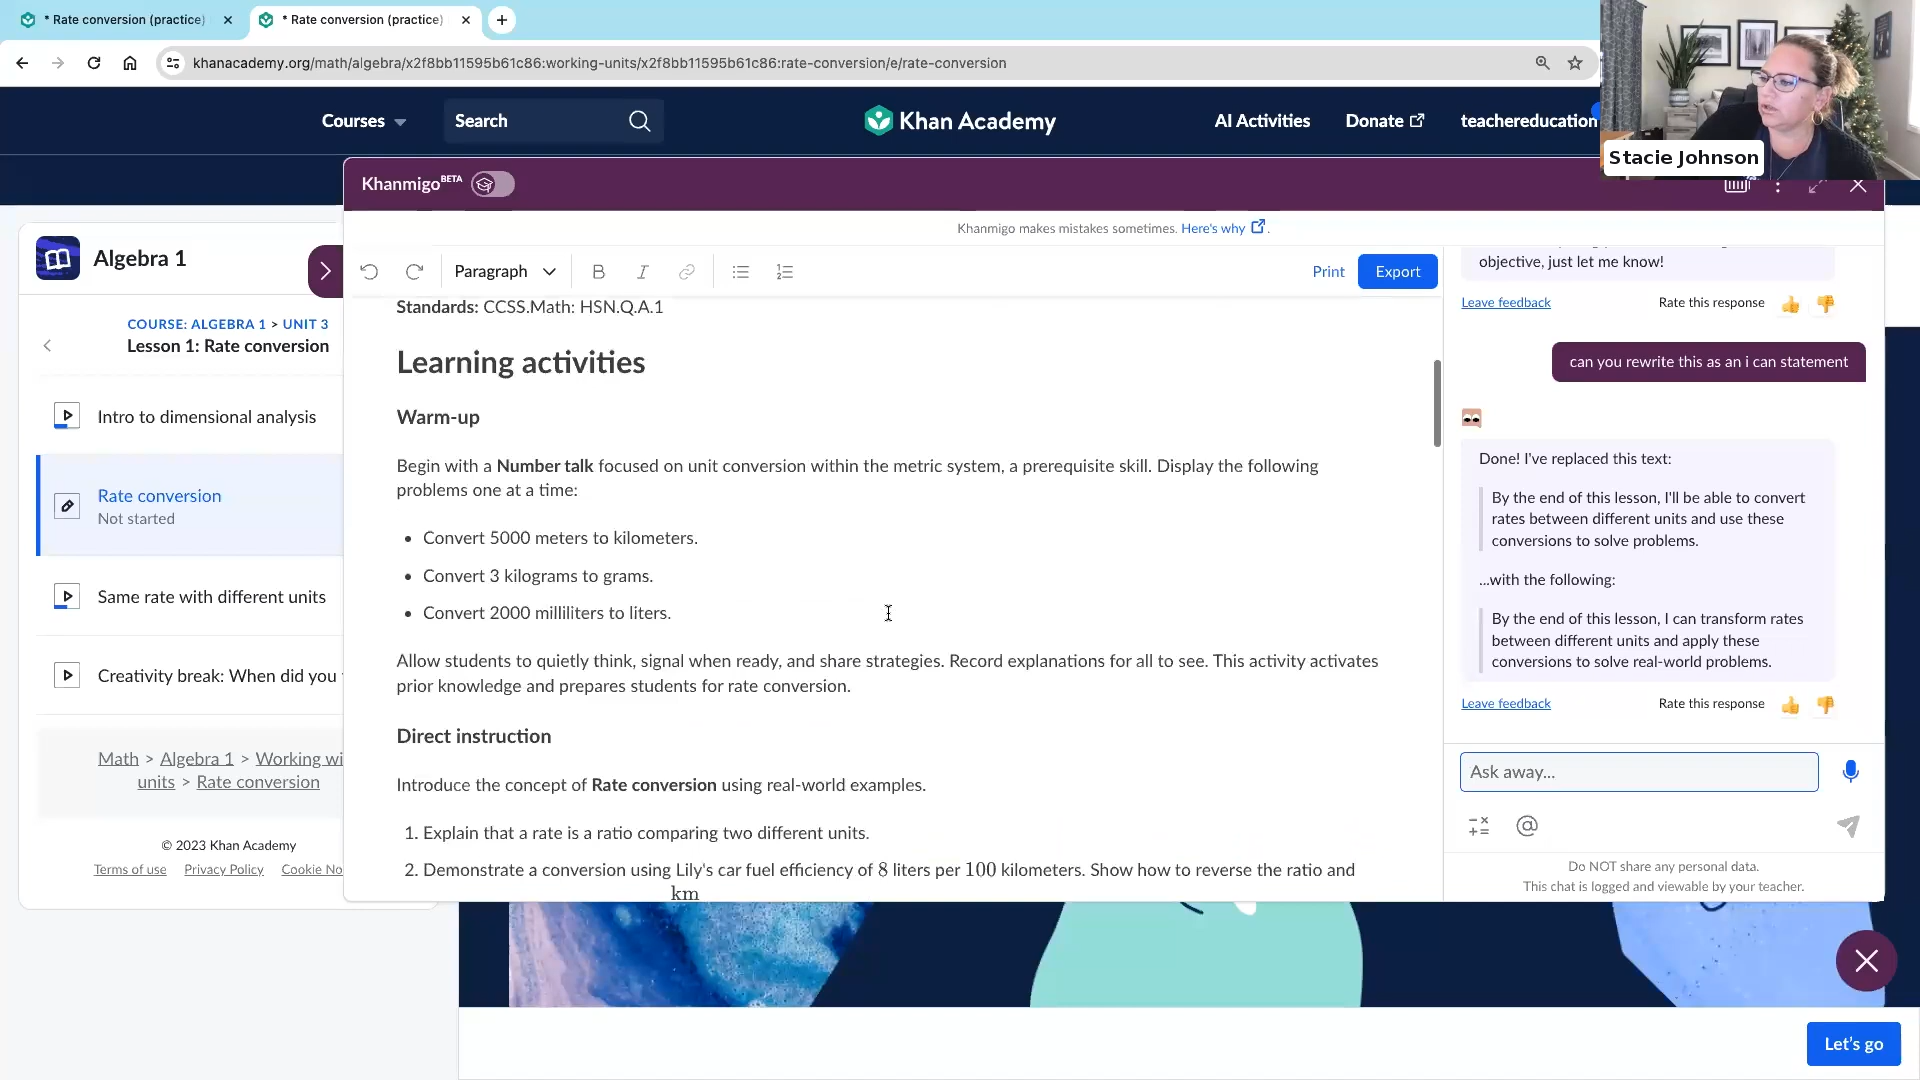 * Rate conversion (practice)
* Rate conversion (practice)
khanacademy.org/math/algebra/x2f8bb11595b61c86:working-units/x2f8bb11595b61c86:rate-conversion/e/rate-conversion
Courses
Search
Khan Academy
AI Activities
Donate
teachereducation
Stacie Johnson
Khanmigo BETA
Khanmigo makes mistakes sometimes. Here's why.
Algebra 1
COURSE: ALGEBRA 1 > UNIT 3
Lesson 1: Rate conversion
Intro to dimensional analysis
Rate conversion
Not started
Same rate with different units
Creativity break: When did you
Math > Algebra 1 > Working wi
units > Rate conversion
© 2023 Khan Academy
Terms of use Privacy Policy Cookie No
Paragraph
B
I
Print
Export
Standards: CCSS.Math: HSN.Q.A.1
Learning activities
Warm-up
Begin with a Number talk focused on unit conversion within the metric system, a prerequisite skill. Display the following
problems one at a time:
• Convert 5000 meters to kilometers.
• Convert 3 kilograms to grams.
• Convert 2000 milliliters to liters.
Allow students to quietly think, signal when ready, and share strategies. Record explanations for all to see. This activity activates
prior knowledge and prepares students for rate conversion.
Direct instruction
Introduce the concept of Rate conversion using real-world examples.
1. Explain that a rate is a ratio comparing two different units.
2. Demonstrate a conversion using Lily's car fuel efficiency of 8 liters per 100 kilometers. Show how to reverse the ratio and
km
objective, just let me know!
Leave feedback
Rate this response
can you rewrite this as an i can statement
Done! I've replaced this text:
By the end of this lesson, I'll be able to convert
rates between different units and use these
conversions to solve problems.
...with the following:
By the end of this lesson, I can transform rates
between different units and apply these
conversions to solve real-world problems.
Leave feedback
Rate this response
Ask away...
Do NOT share any personal data.
This chat is logged and viewable by your teacher.
Let's go